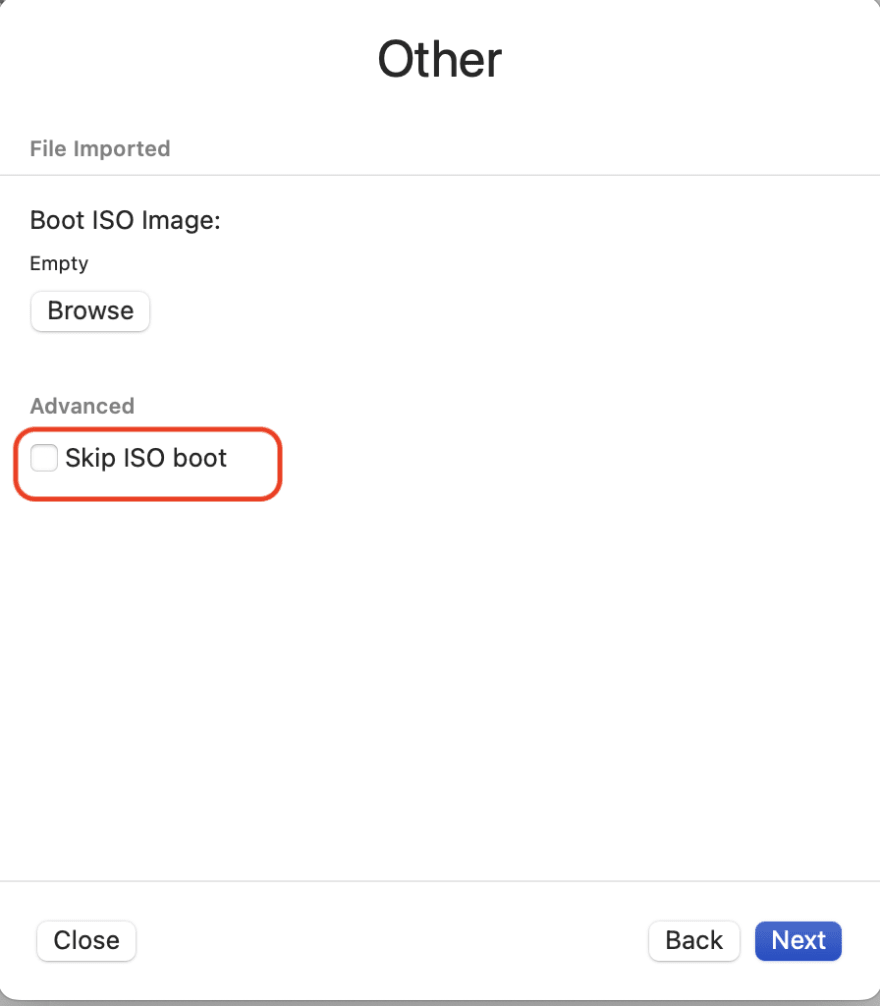 Other
File Imported
Boot ISO Image:
Empty
Browse
Advanced
Skip ISO boot
Close
Back
Next